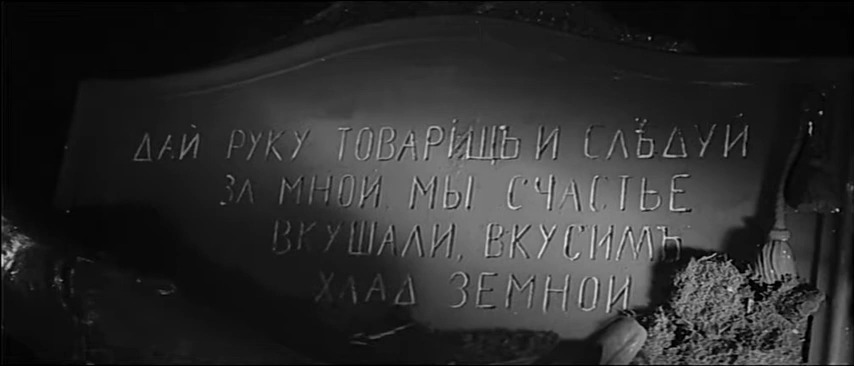 ДАЙ РУКУ ТОВАРИЩЪ И СЛѢДУЙ
ЗА МНОЙ. МЫ СЧАСТЬЕ
ВКУШАЛИ, ВКУСИМЪ
ХЛАД ЗЕМНОЙ